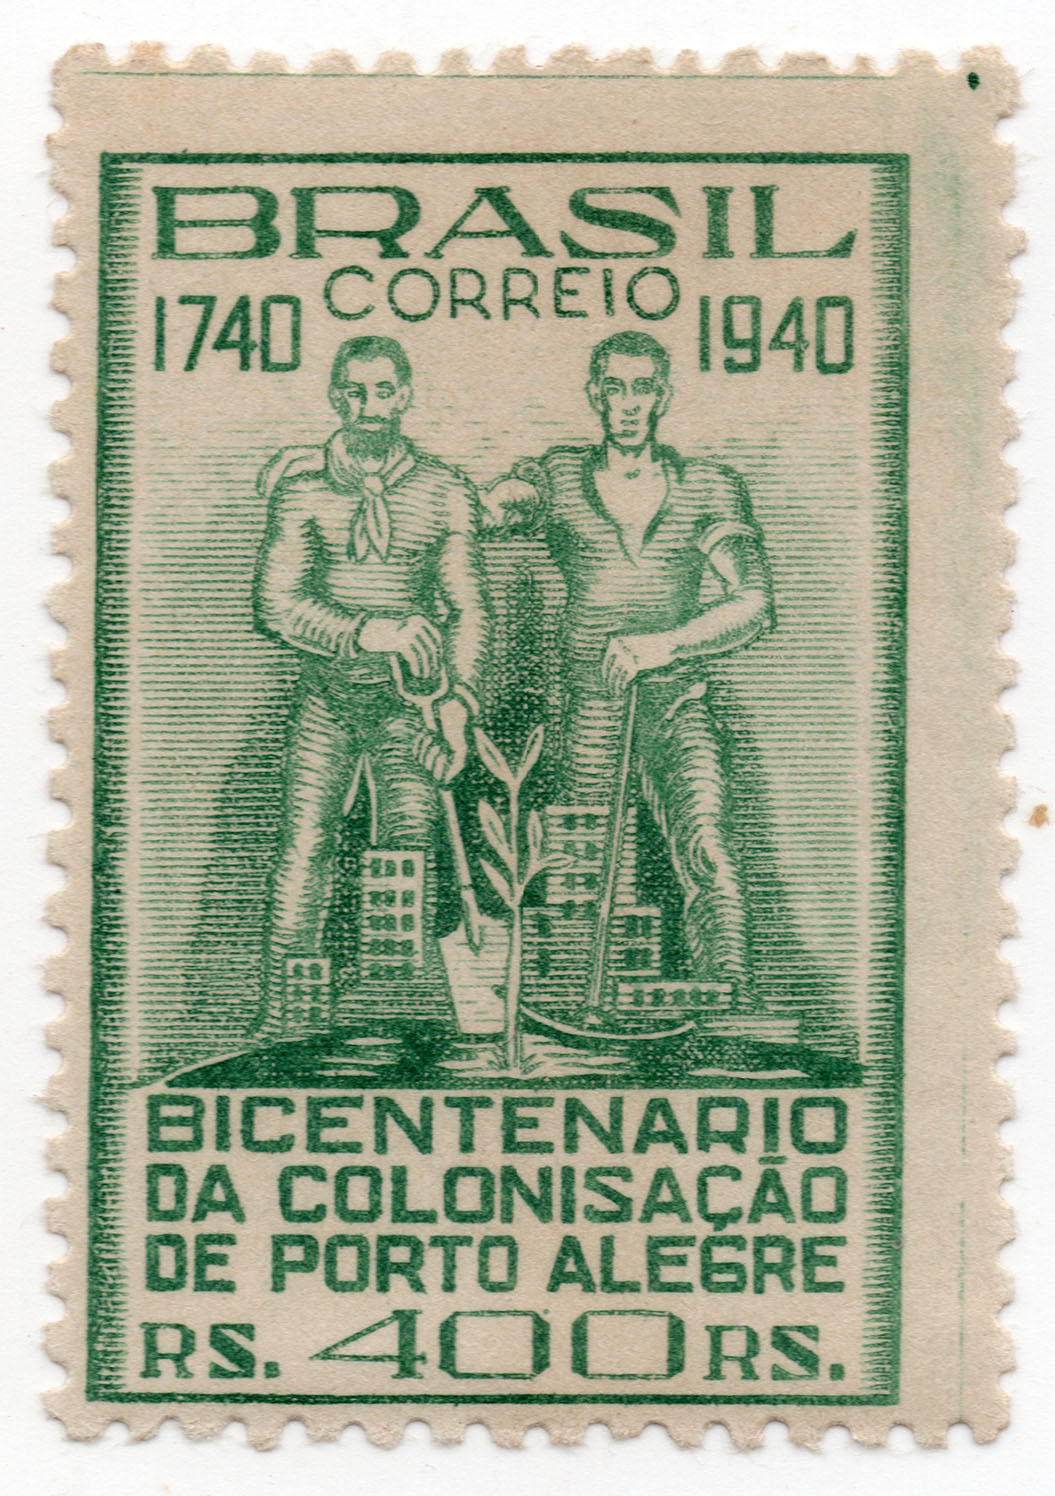 BRASIL
CORREIO
1740 1940
BICENTENARIO
DA COLONISAÇÃO
DE PORTO ALEGRE
RS. 400 RS.